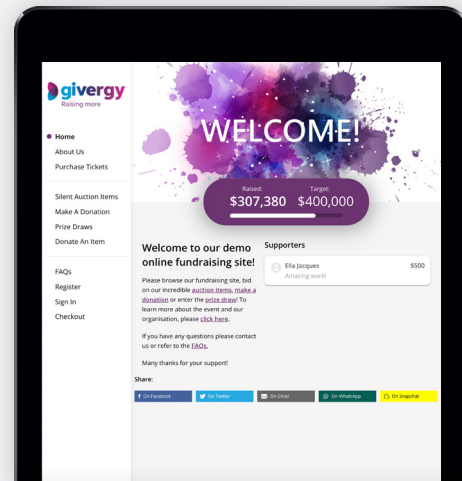 givergy
Raising more
Home
About Us
Purchase Tickets
Silent Auction Items
Make A Donation
Prize Draws
Donate An Item
FAQs
Register
Sign In
Checkout
WELCOME!
Raised: Target:
$307,380 $400,000
Welcome to our demo
online fundraising site!
Please browse our fundraising site, bid
on our incredible auction items, make a
donation or enter the prize draw! To
learn more about the event and our
organisation, please click here.
If you have any questions please contact
us or refer to the FAQs.
Many thanks for your support!
Supporters
Ella Jacques $500
Amazing work!
Share:
On Facebook On Twitter On Email On WhatsApp On Snapchat